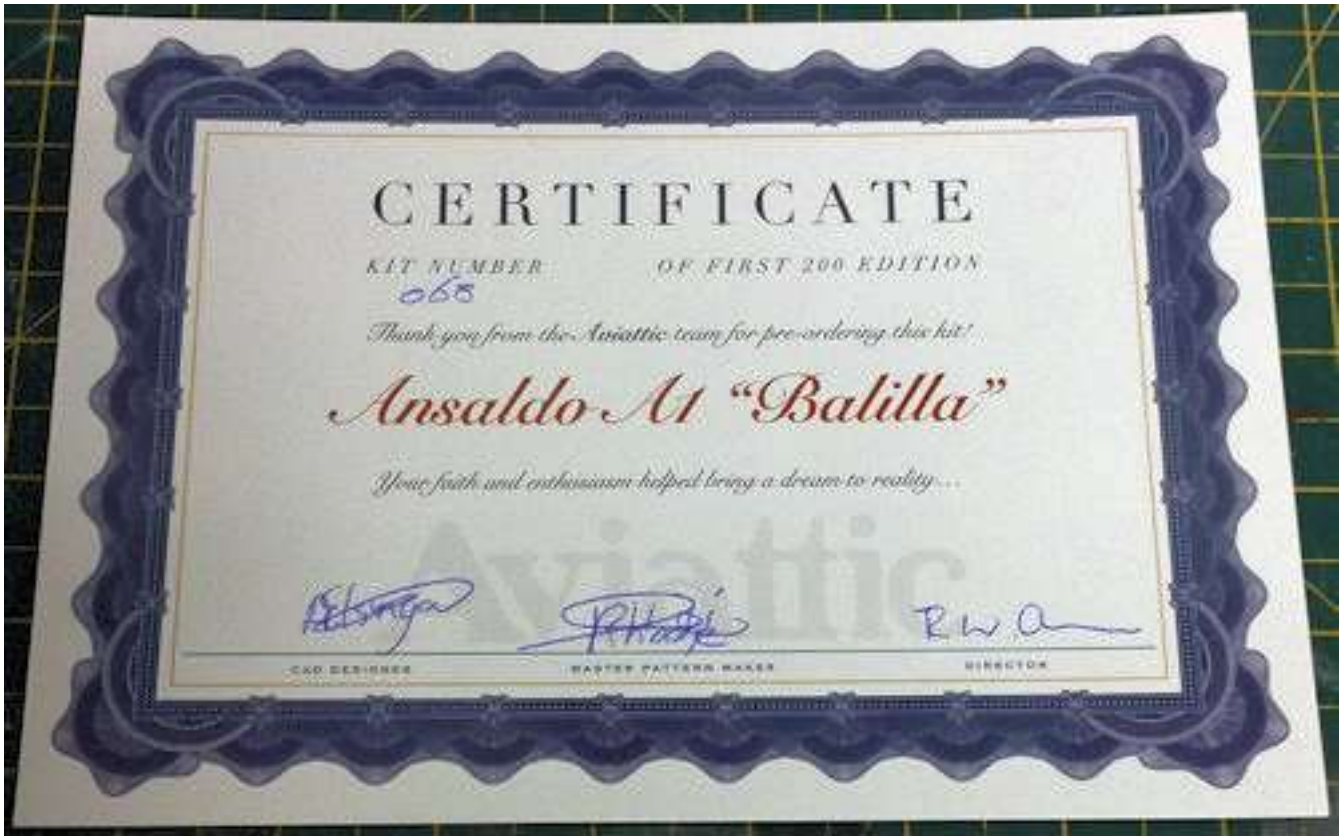 CERTIFICATE
KIT NUMBER OF FIRST 200 EDITION
068
Thank you from the Aviattic team for pre-ordering this kit!
Ansaldo A1 “Balilla”
Your faith and enthusiasm helped bring a dream to reality...
Aviattic
CAD DESIGNER MASTER PATTERN MAKER DIRECTOR